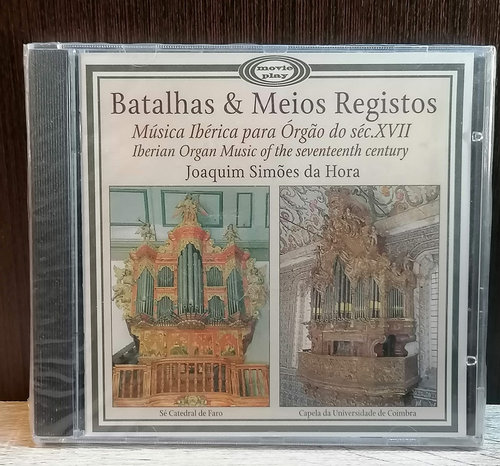 movie
play
Batalhas & Meios Registos
Música Ibérica para Órgão do séc.XVII
Iberian Organ Music of the seventeenth century
Joaquim Simões da Hora
Sé Catedral de Faro
Capela da Universidade de Coimbra